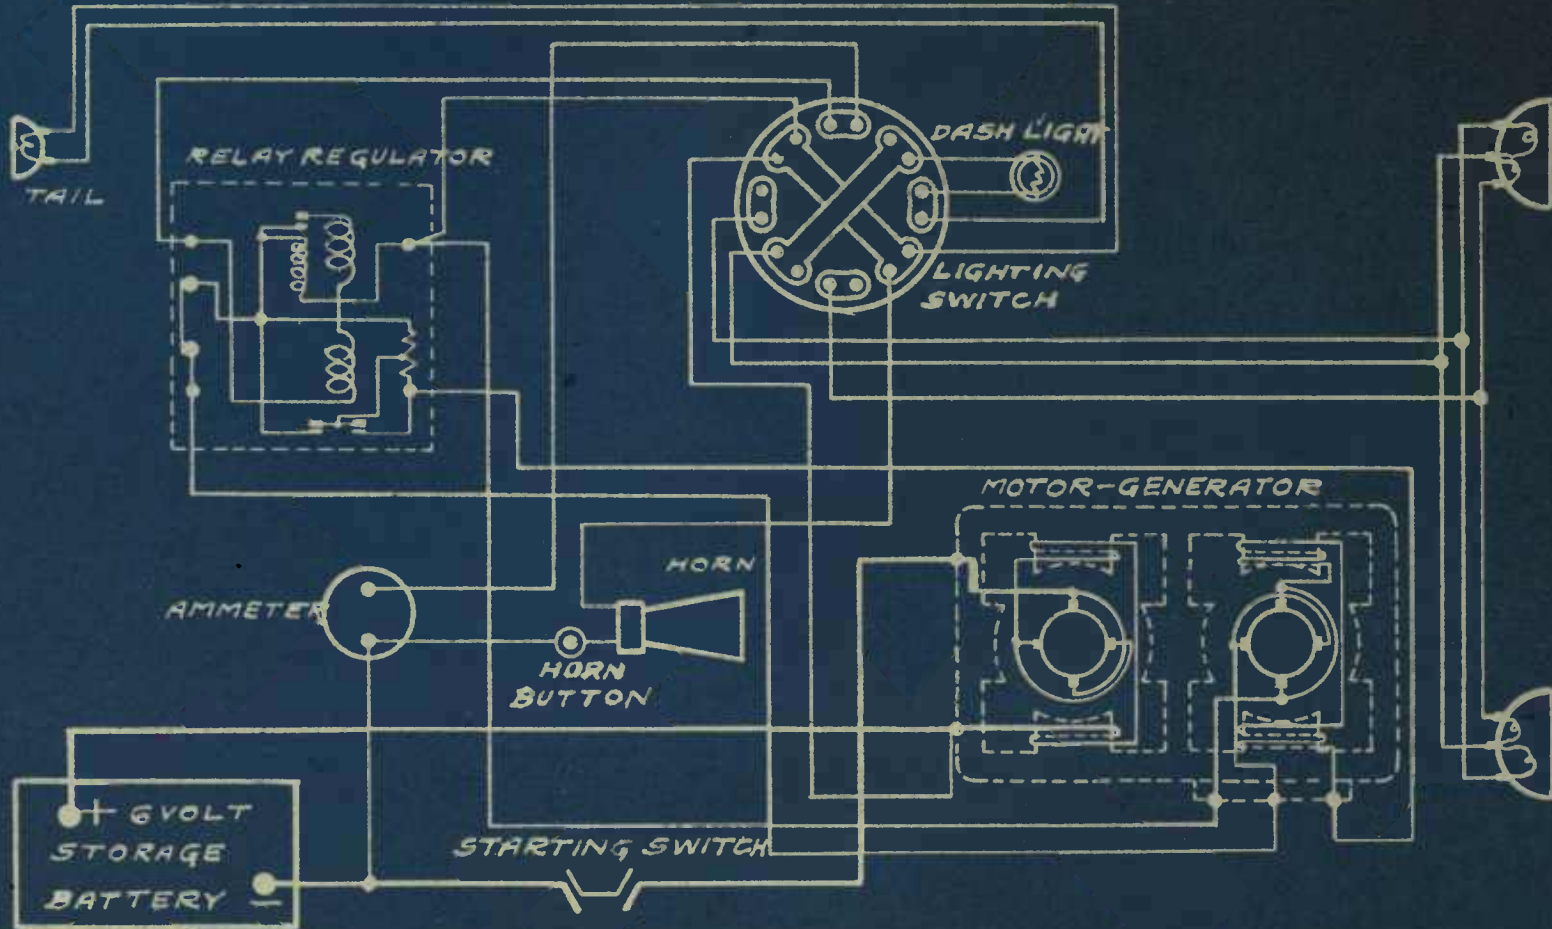 DASH LIGHT
RELAY REGULATOR
TAIL
LIGHTING
SWITCH
MOTOR-GENERATOR
HORN
AMMETER
HORN
BUTTON
+ 6 VOLT
STORAGE
BATTERY -
STARTING SWITCH